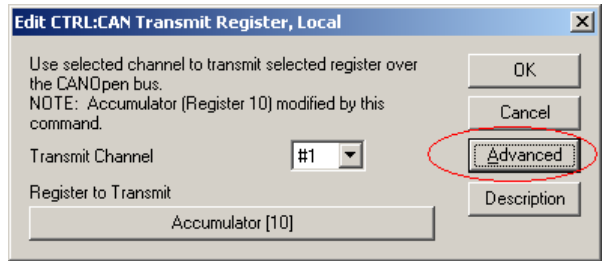 Edit CTRL:CAN Transmit Register, Local
Use selected channel to transmit selected register over
the CANOpen bus.
NOTE: Accumulator (Register 10) modified by this
command.
Transmit Channel
#1
Register to Transmit
Accumulator [10]
OK
Cancel
Advanced
Description